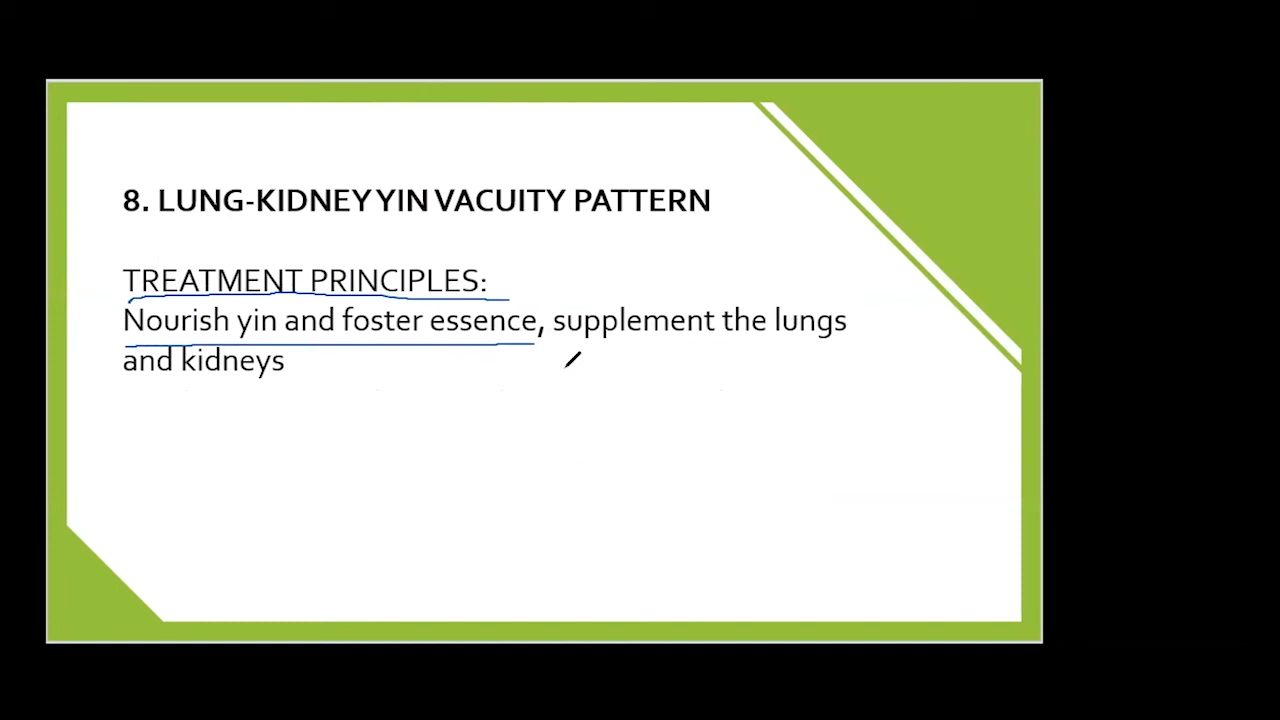 8. LUNG-KIDNEY YIN VACUITY PATTERN
TREATMENT PRINCIPLES:
Nourish yin and foster essence, supplement the lungs
and kidneys